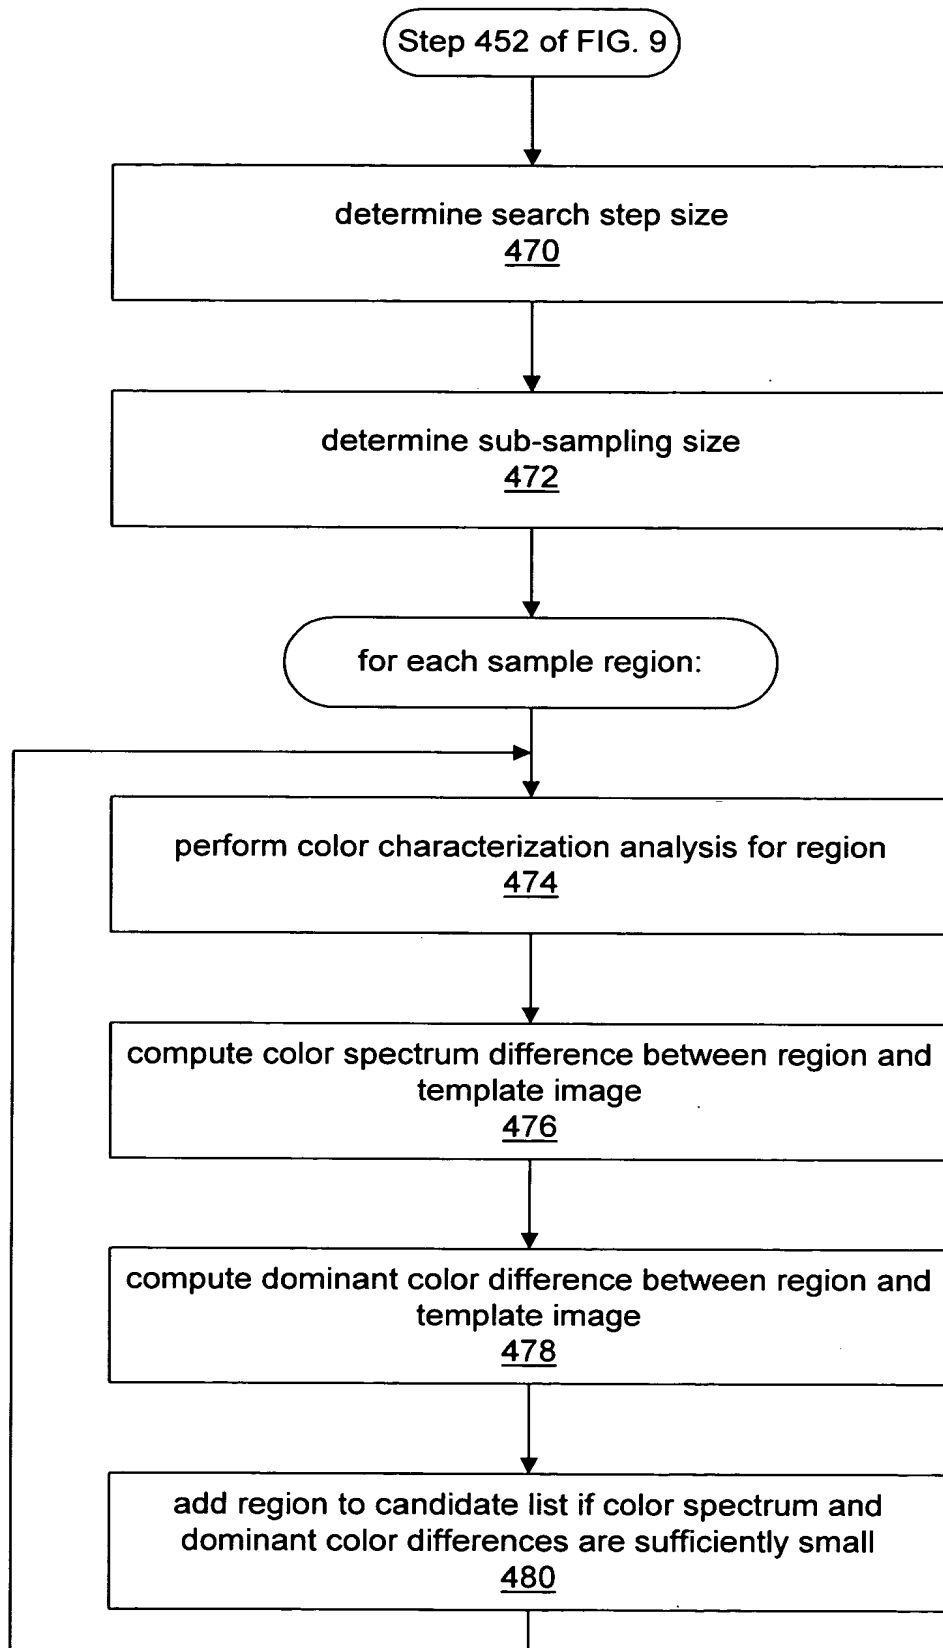 Step 452 of FIG. 9
determine search step size
470
determine sub-sampling size
472
for each sample region:
perform color characterization analysis for region
474
compute color spectrum difference between region and
template image
476
compute dominant color difference between region and
template image
478
add region to candidate list if color spectrum and
dominant color differences are sufficiently small
480